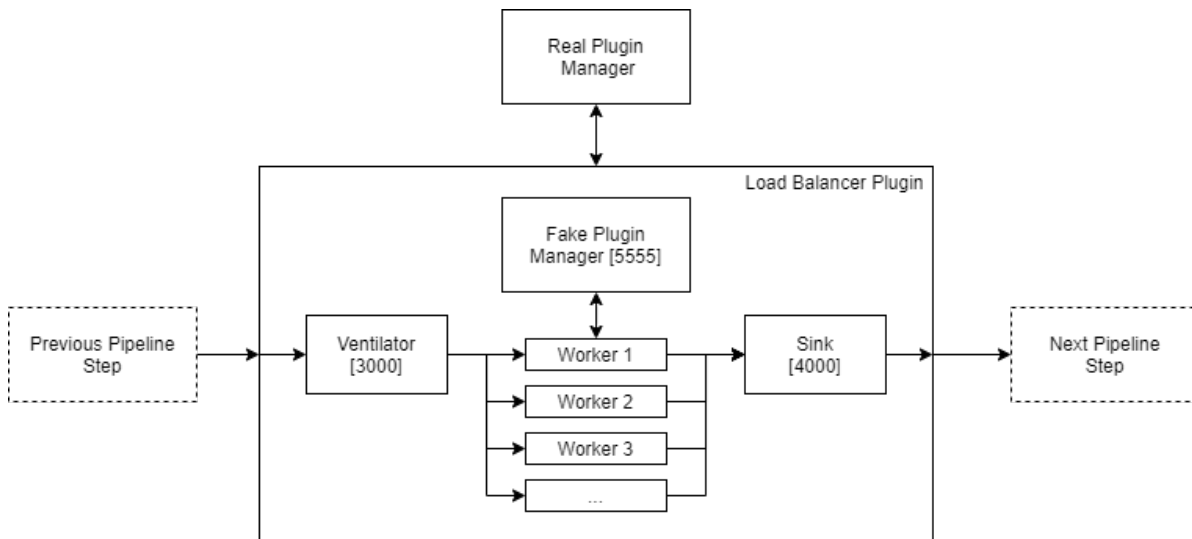 Real Plugin
Manager
Load Balancer Plugin
Fake Plugin
Manager [5555]
Previous Pipeline
Step
Ventilator
[3000]
Worker 1
Worker 2
Worker 3
...
Sink
[4000]
Next Pipeline
Step